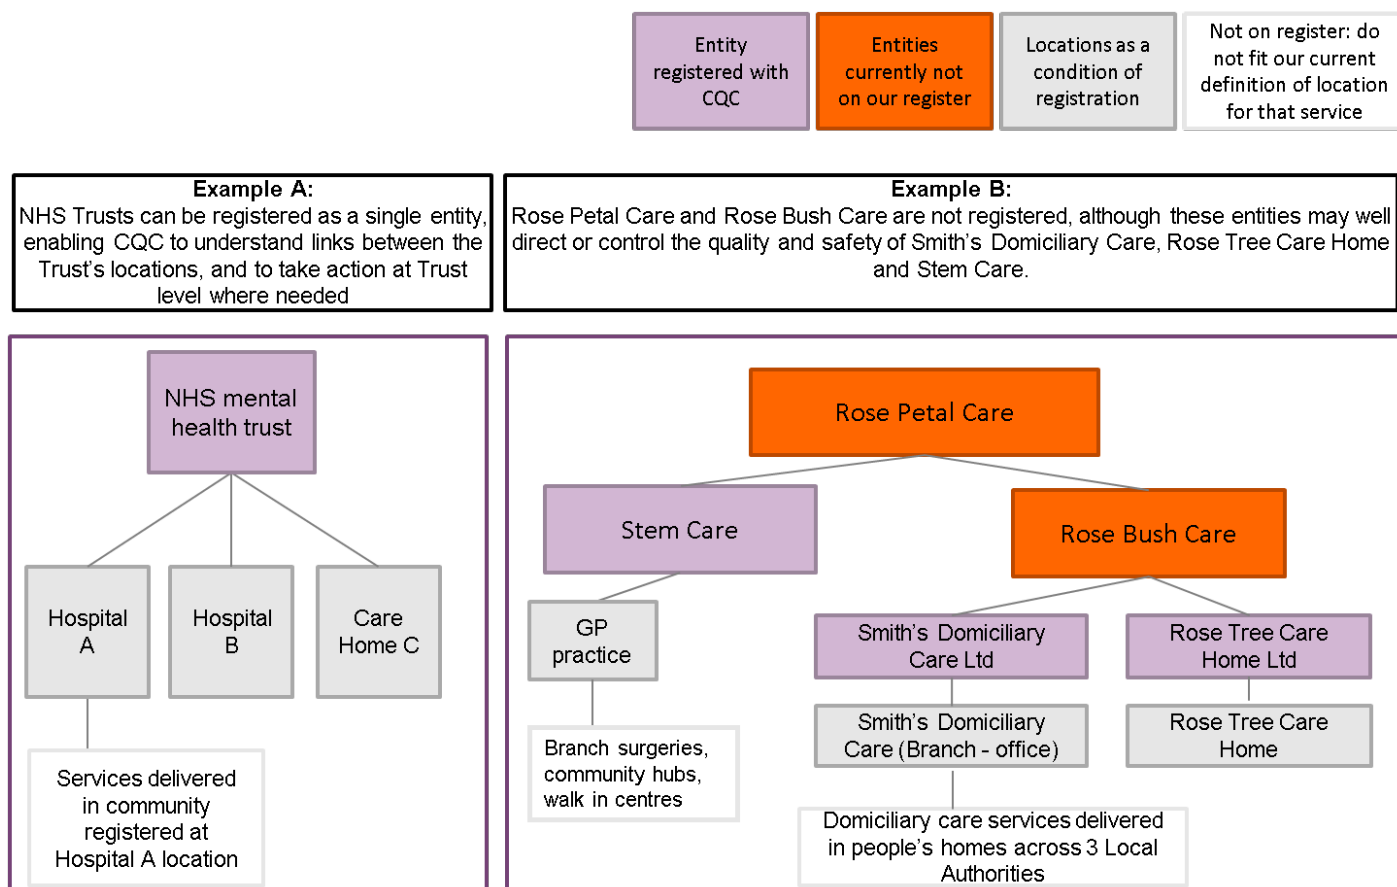 Entity
registered with
CQC
Entities
currently not
on our register
Locations as a
condition of
registration
Not on register: do
not fit our current
definition of location
for that service
Example A:
NHS Trusts can be registered as a single entity,
enabling CQC to understand links between the
Trust's locations, and to take action at Trust
level where needed
Example B:
Rose Petal Care and Rose Bush Care are not registered, although these entities may well
direct or control the quality and safety of Smith's Domiciliary Care, Rose Tree Care Home
and Stem Care.
NHS mental
health trust
Hospital
A
Hospital
B
Care
Home C
Services delivered
in community
registered at
Hospital A location
Rose Petal Care
Stem Care
Rose Bush Care
GP
practice
Smith's Domiciliary
Care Ltd
Rose Tree Care
Home Ltd
Branch surgeries,
community hubs,
walk in centres
Smith's Domiciliary
Care (Branch - office)
Rose Tree Care
Home
Domiciliary care services delivered
in people's homes across 3 Local
Authorities